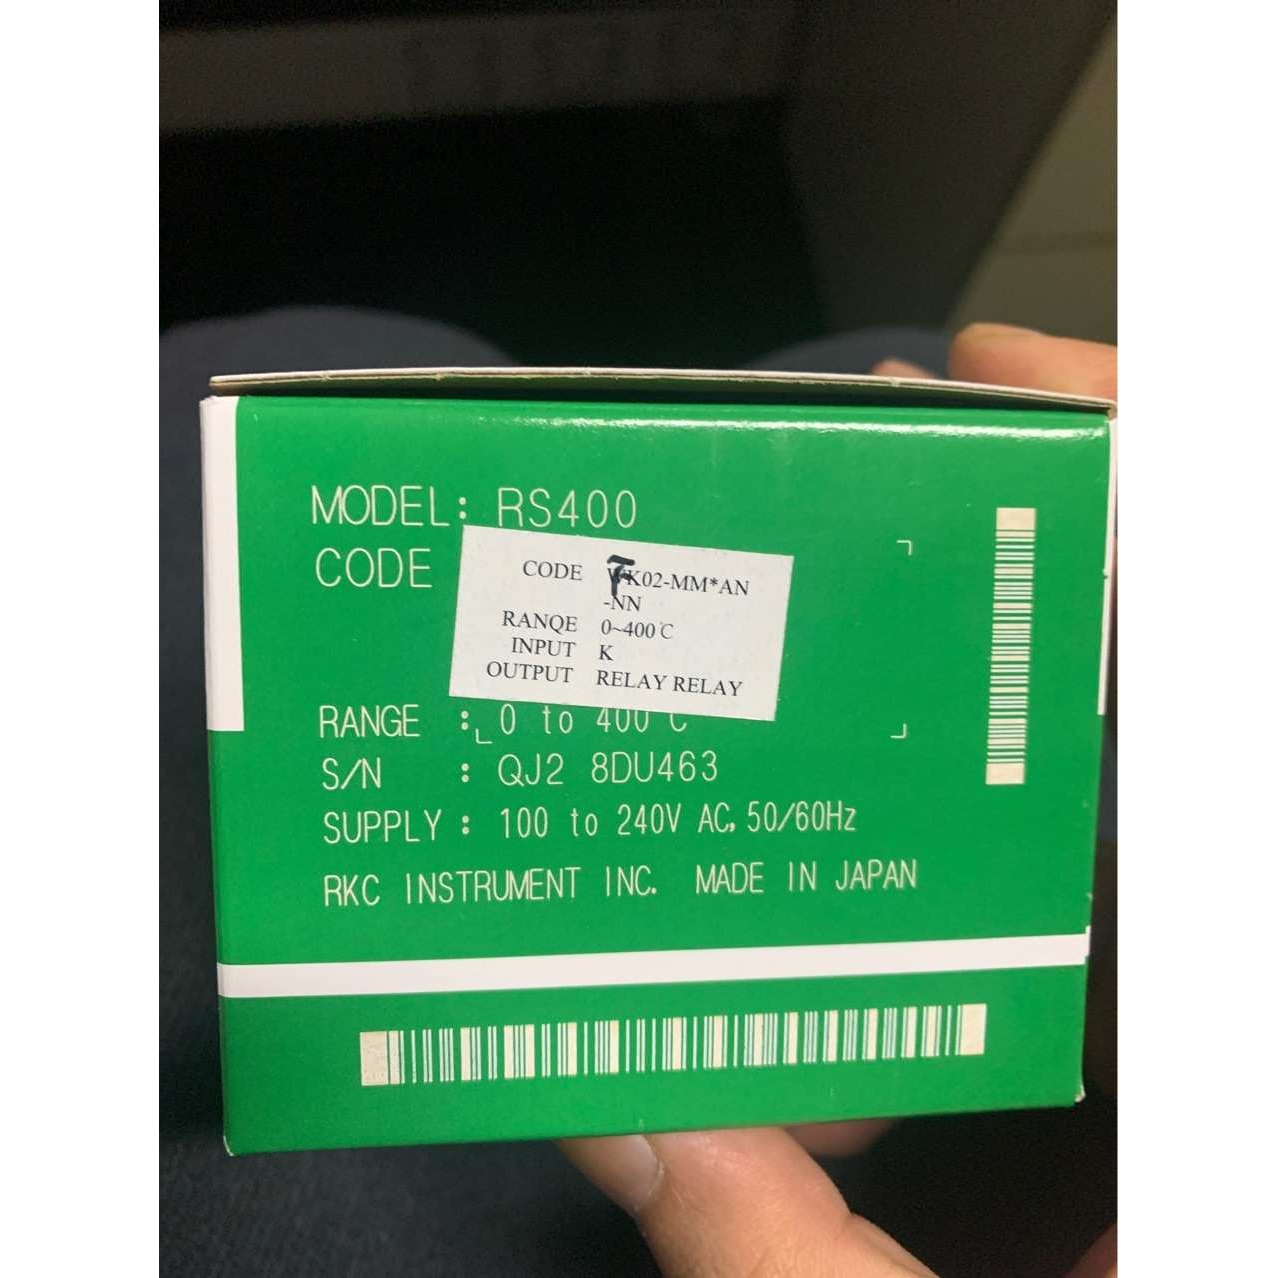 MODEL: RS400
CODE
CODE FK02-MM*AN
-NN
RANQE 0~400℃
INPUT K
OUTPUT RELAY RELAY
RANGE : 0 to 400 C
S/N : QJ2 8DU463
SUPPLY : 100 to 240V AC, 50/60Hz
RKC INSTRUMENT INC. MADE IN JAPAN